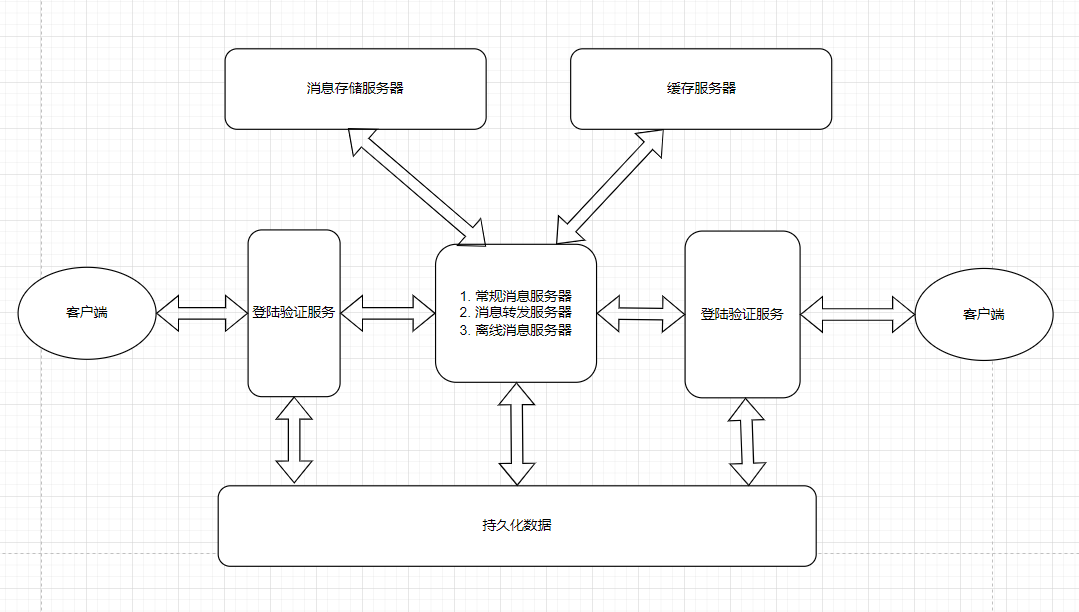 消息存储服务器
缓存服务器
客户端
登陆验证服务
1. 常规消息服务器
2. 消息转发服务器
3. 离线消息服务器
登陆验证服务
客户端
持久化数据